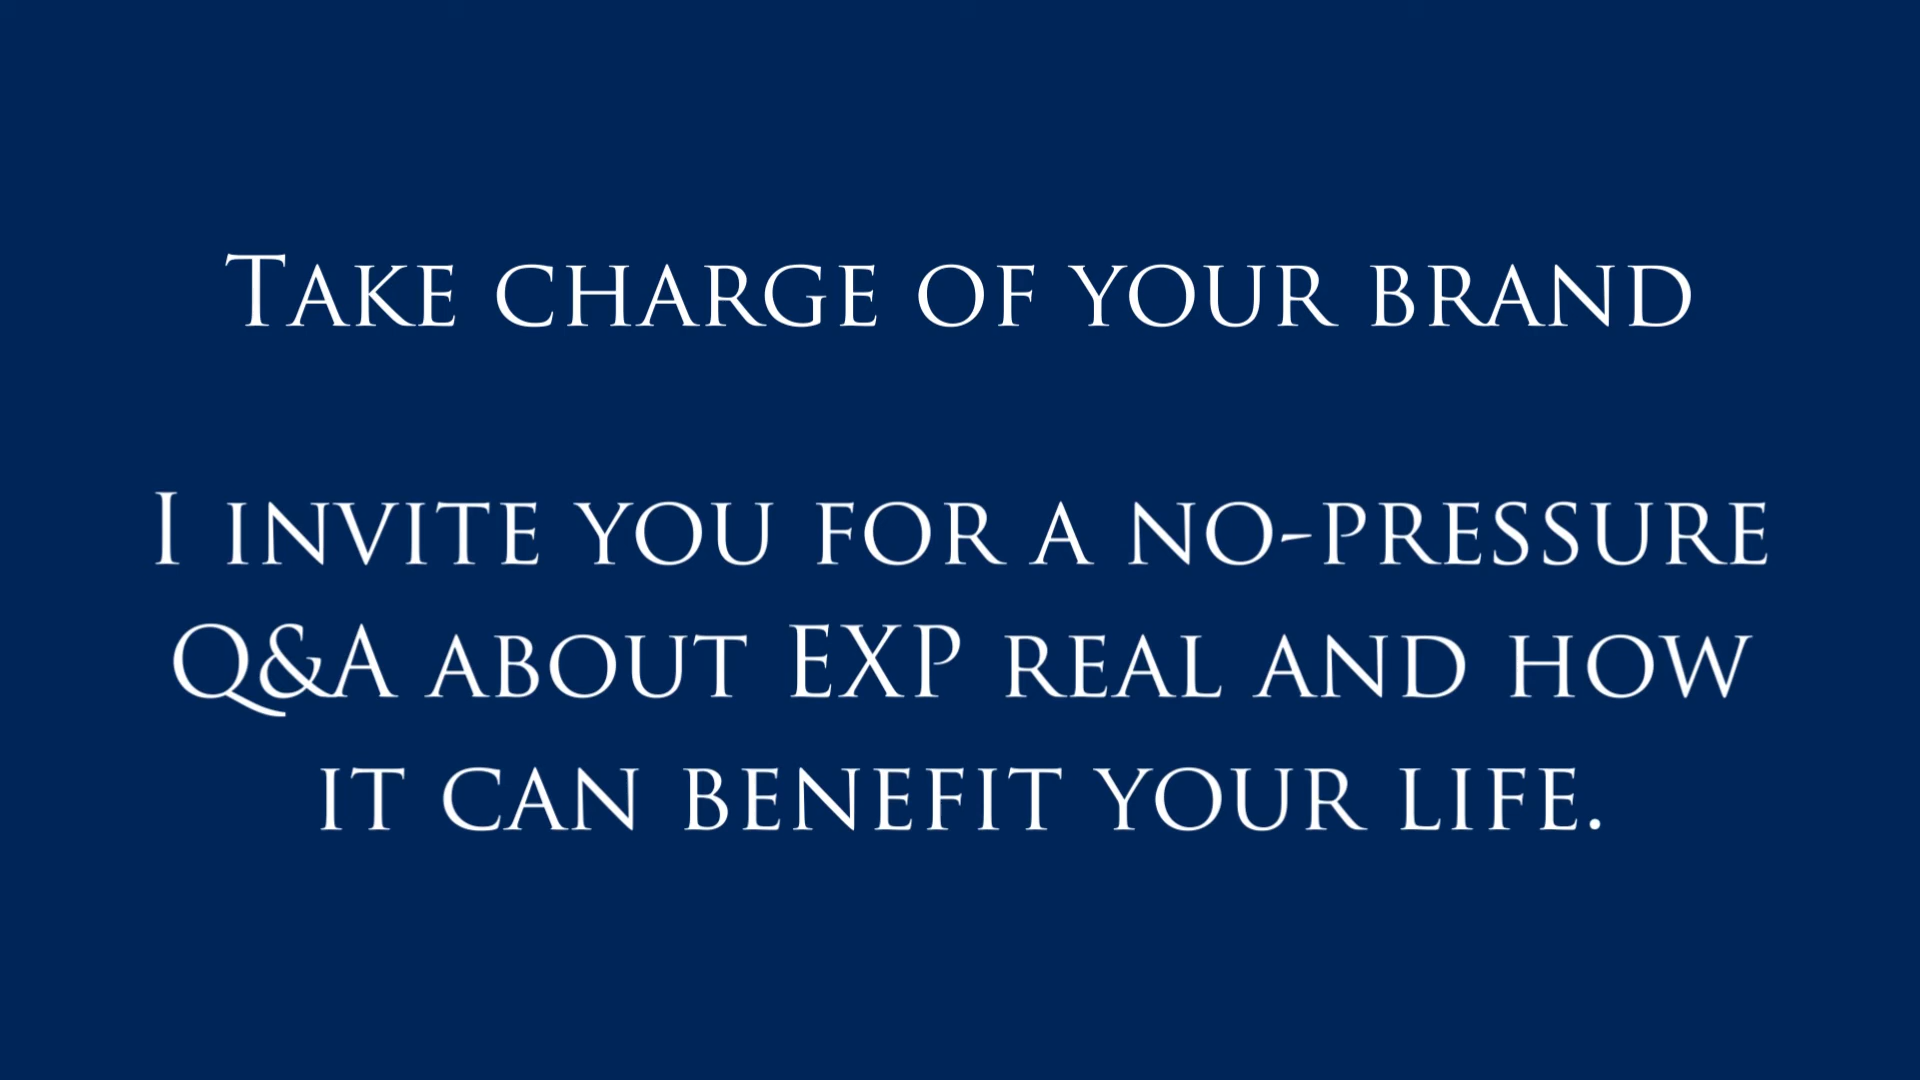 Take charge of your brand
I invite you for a no-pressure
Q&A about EXP real and how
it can benefit your life.